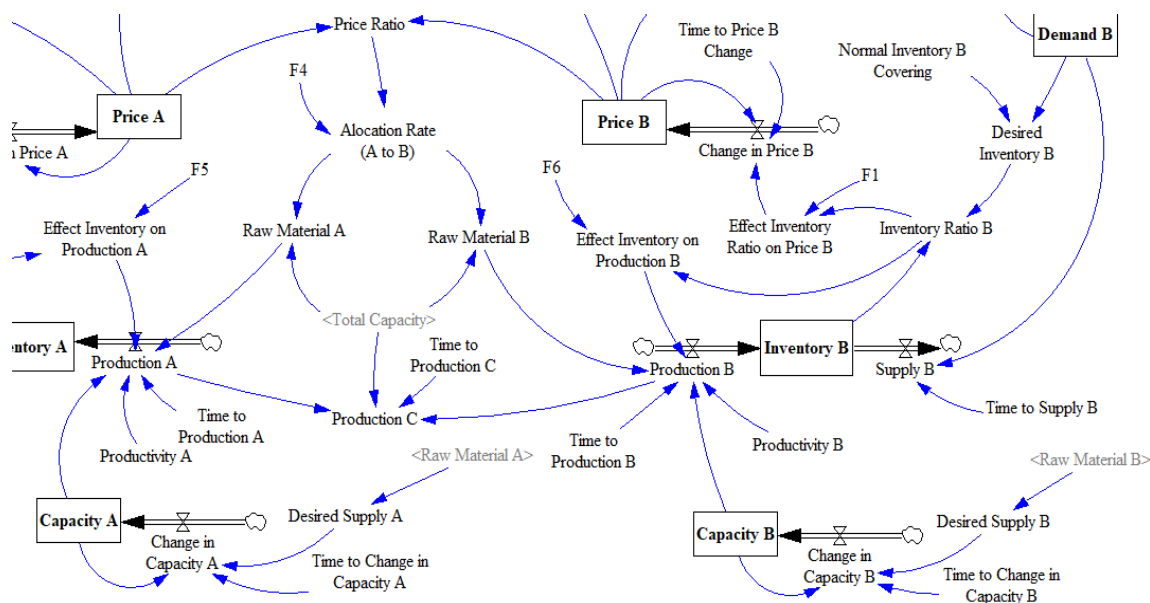 Price Ratio
Time to Price B
Change
Demand B
Normal Inventory B
Covering
F4
Price A
Price B
Alocation Rate
(A to B)
Change in Price B
Desired
Inventory B
n Price A
F5
F6
F1
Effect Inventory on
Production A
Raw Material A
Raw Material B
Effect Inventory on
Production B
Effect Inventory
Ratio on Price B
Inventory Ratio B
<Total Capacity>
entory A
Production A
Time to
Production C
Production B
Inventory B
Supply B
Production C
Time to
Production A
Time to Supply B
Productivity A
Time to
Production B
Productivity B
<Raw Material A>
<Raw Material B>
Capacity A
Change in
Capacity A
Desired Supply A
Capacity B
Change in
Capacity B
Desired Supply B
Time to Change in
Capacity A
Time to Change in
Capacity B